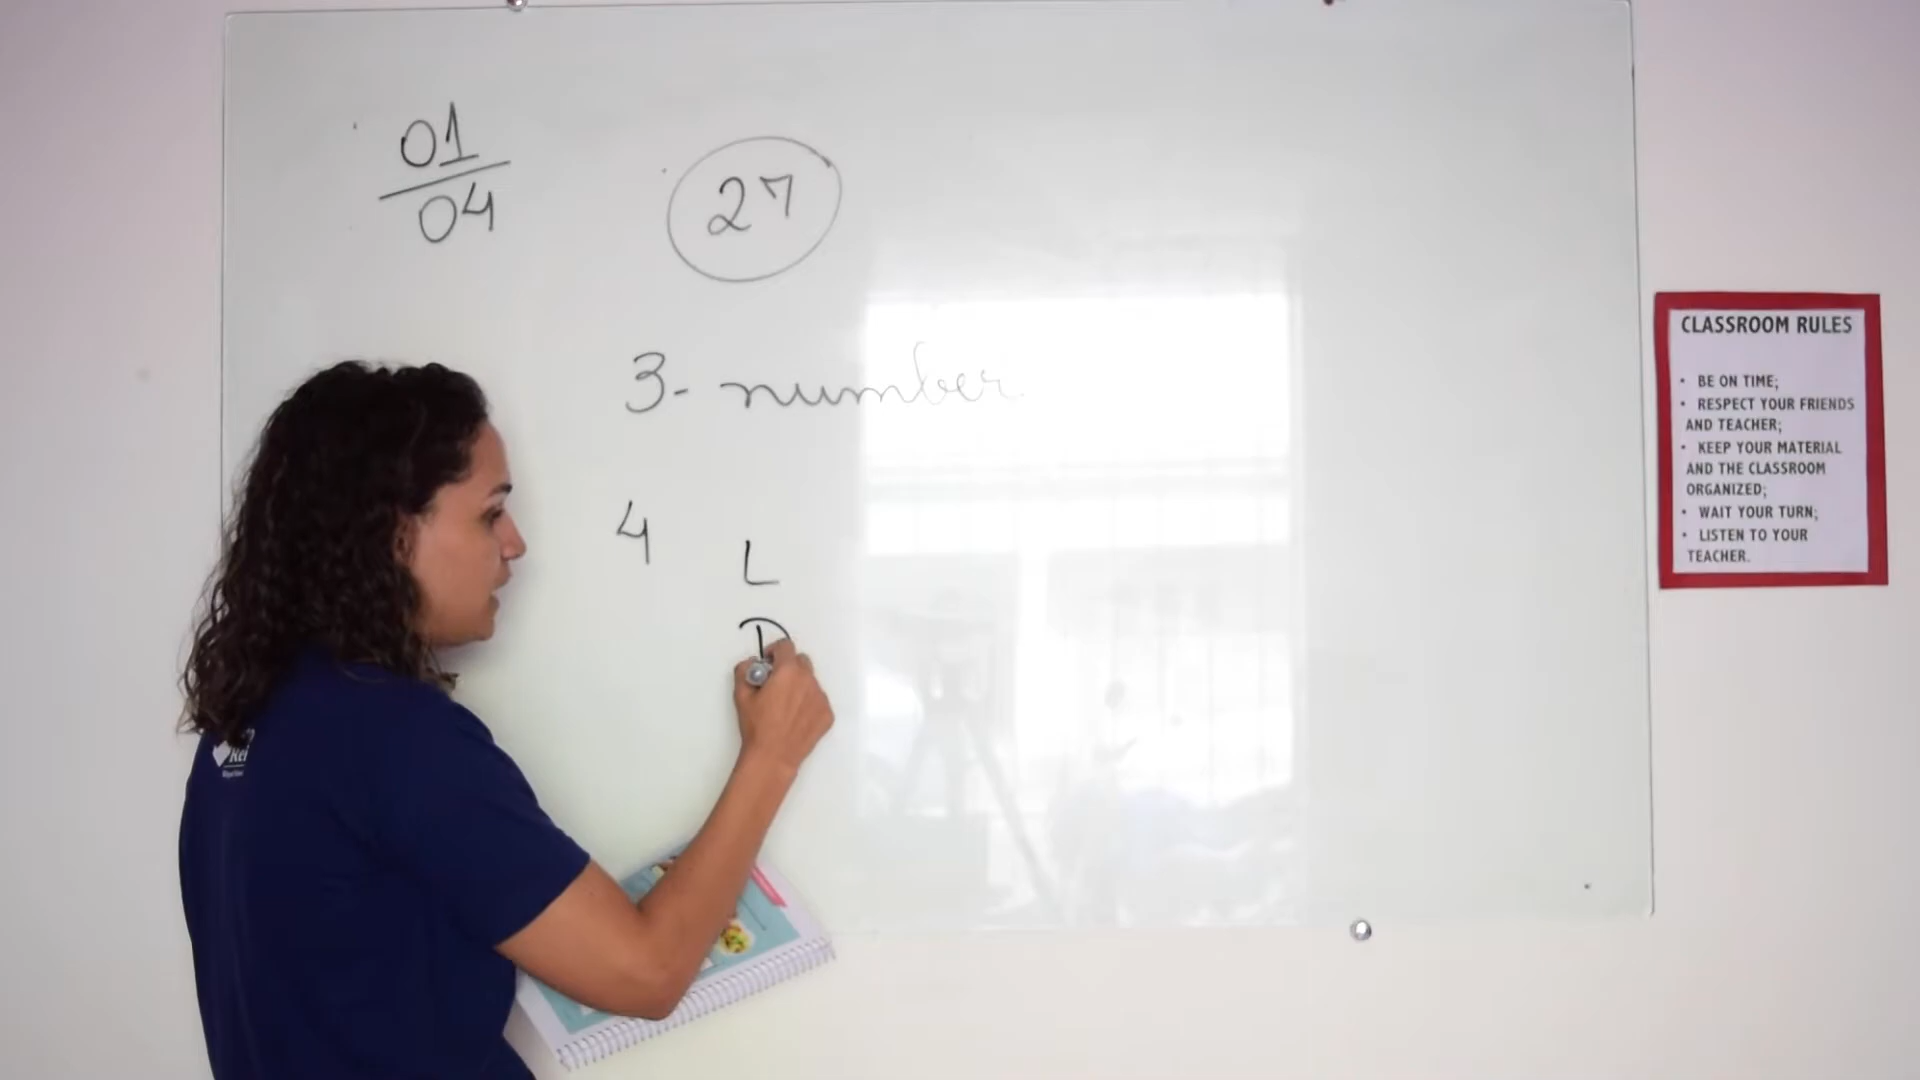 01
04
27
3- number
4 L
D
CLASSROOM RULES
• BE ON TIME;
• RESPECT YOUR FRIENDS
AND TEACHER;
• KEEP YOUR MATERIAL
AND THE CLASSROOM
ORGANIZED;
• WAIT YOUR TURN;
• LISTEN TO YOUR
TEACHER.